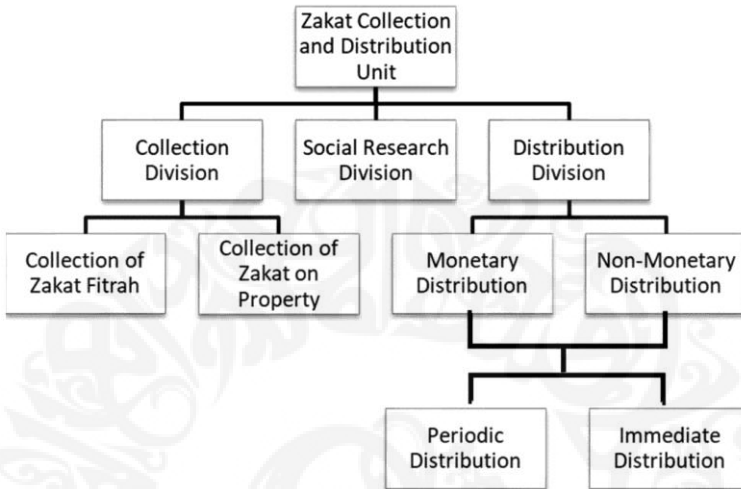 Zakat Collection
and Distribution
Unit
Collection
Division
Social Research
Division
Distribution
Division
Collection of
Zakat Fitrah
Collection of
Zakat on
Property
Monetary
Distribution
Non-Monetary
Distribution
Periodic
Distribution
Immediate
Distribution